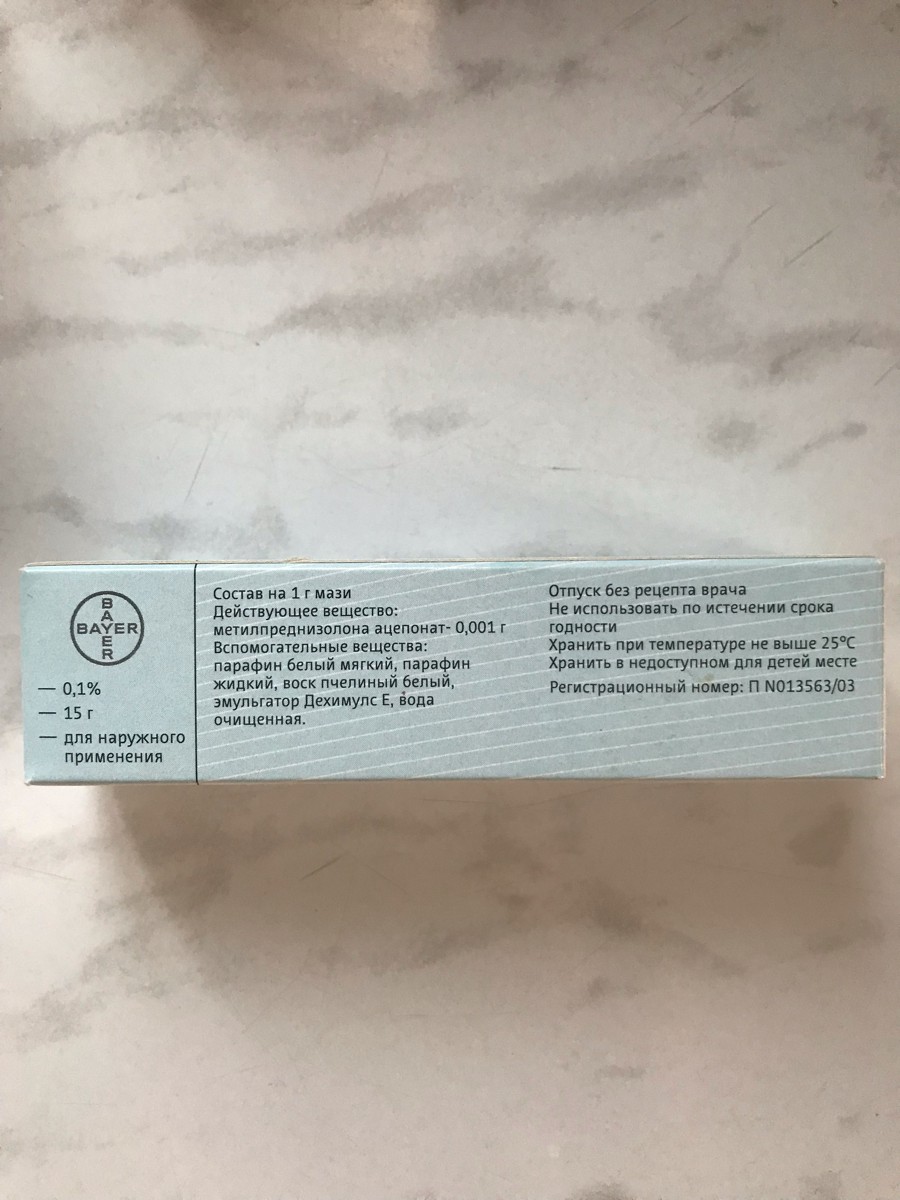 BAYER
BAYER
— 0,1%
— 15 г
— для наружного
применения
Состав на 1 г мази
Действующее вещество:
метилпреднизолона ацепонат- 0,001 г
Вспомогательные вещества:
парафин белый мягкий, парафин
жидкий, воск пчелиный белый,
эмульгатор Дехимулс Е, вода
очищенная.
Отпуск без рецепта врача
Не использовать по истечении срока
годности
Хранить при температуре не выше 25°С
Хранить в недоступном для детей месте
Регистрационный номер: П N013563/03